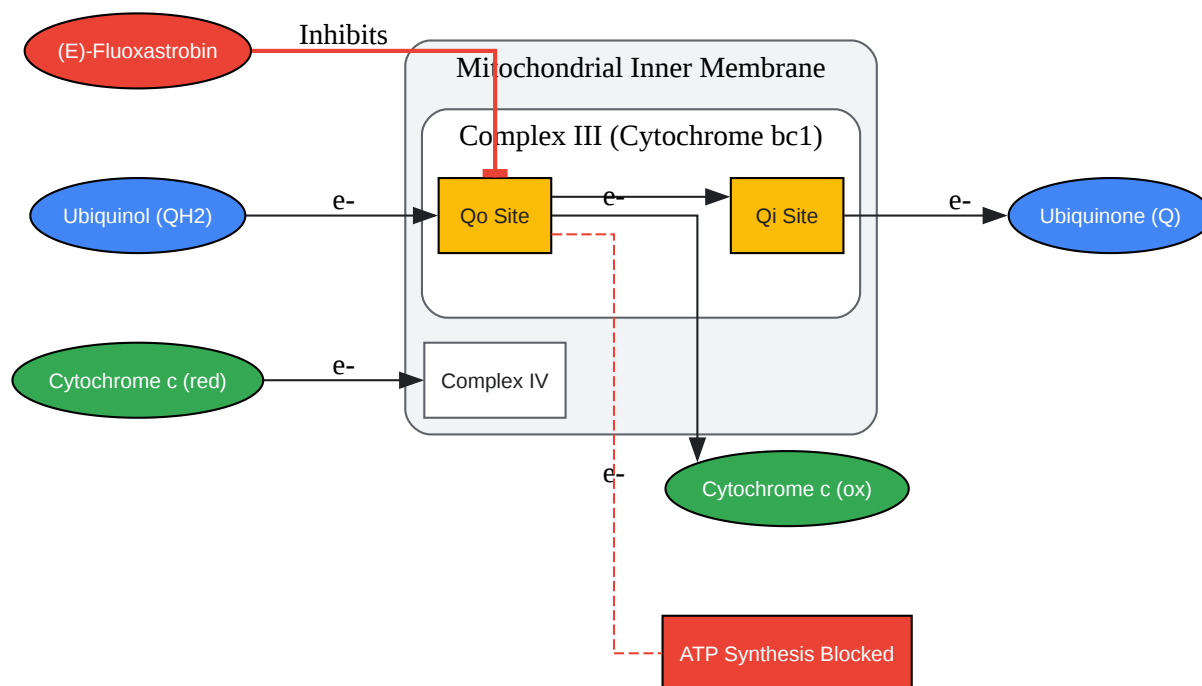 (E)-Fluoxastrobin
Inhibits
Mitochondrial Inner Membrane
Complex III (Cytochrome bc1)
Ubiquinol (QH2)
e-
Qo Site
e-
Qi Site
e-
Ubiquinone (Q)
Cytochrome c (red)
e-
Complex IV
e-
Cytochrome c (ox)
ATP Synthesis Blocked